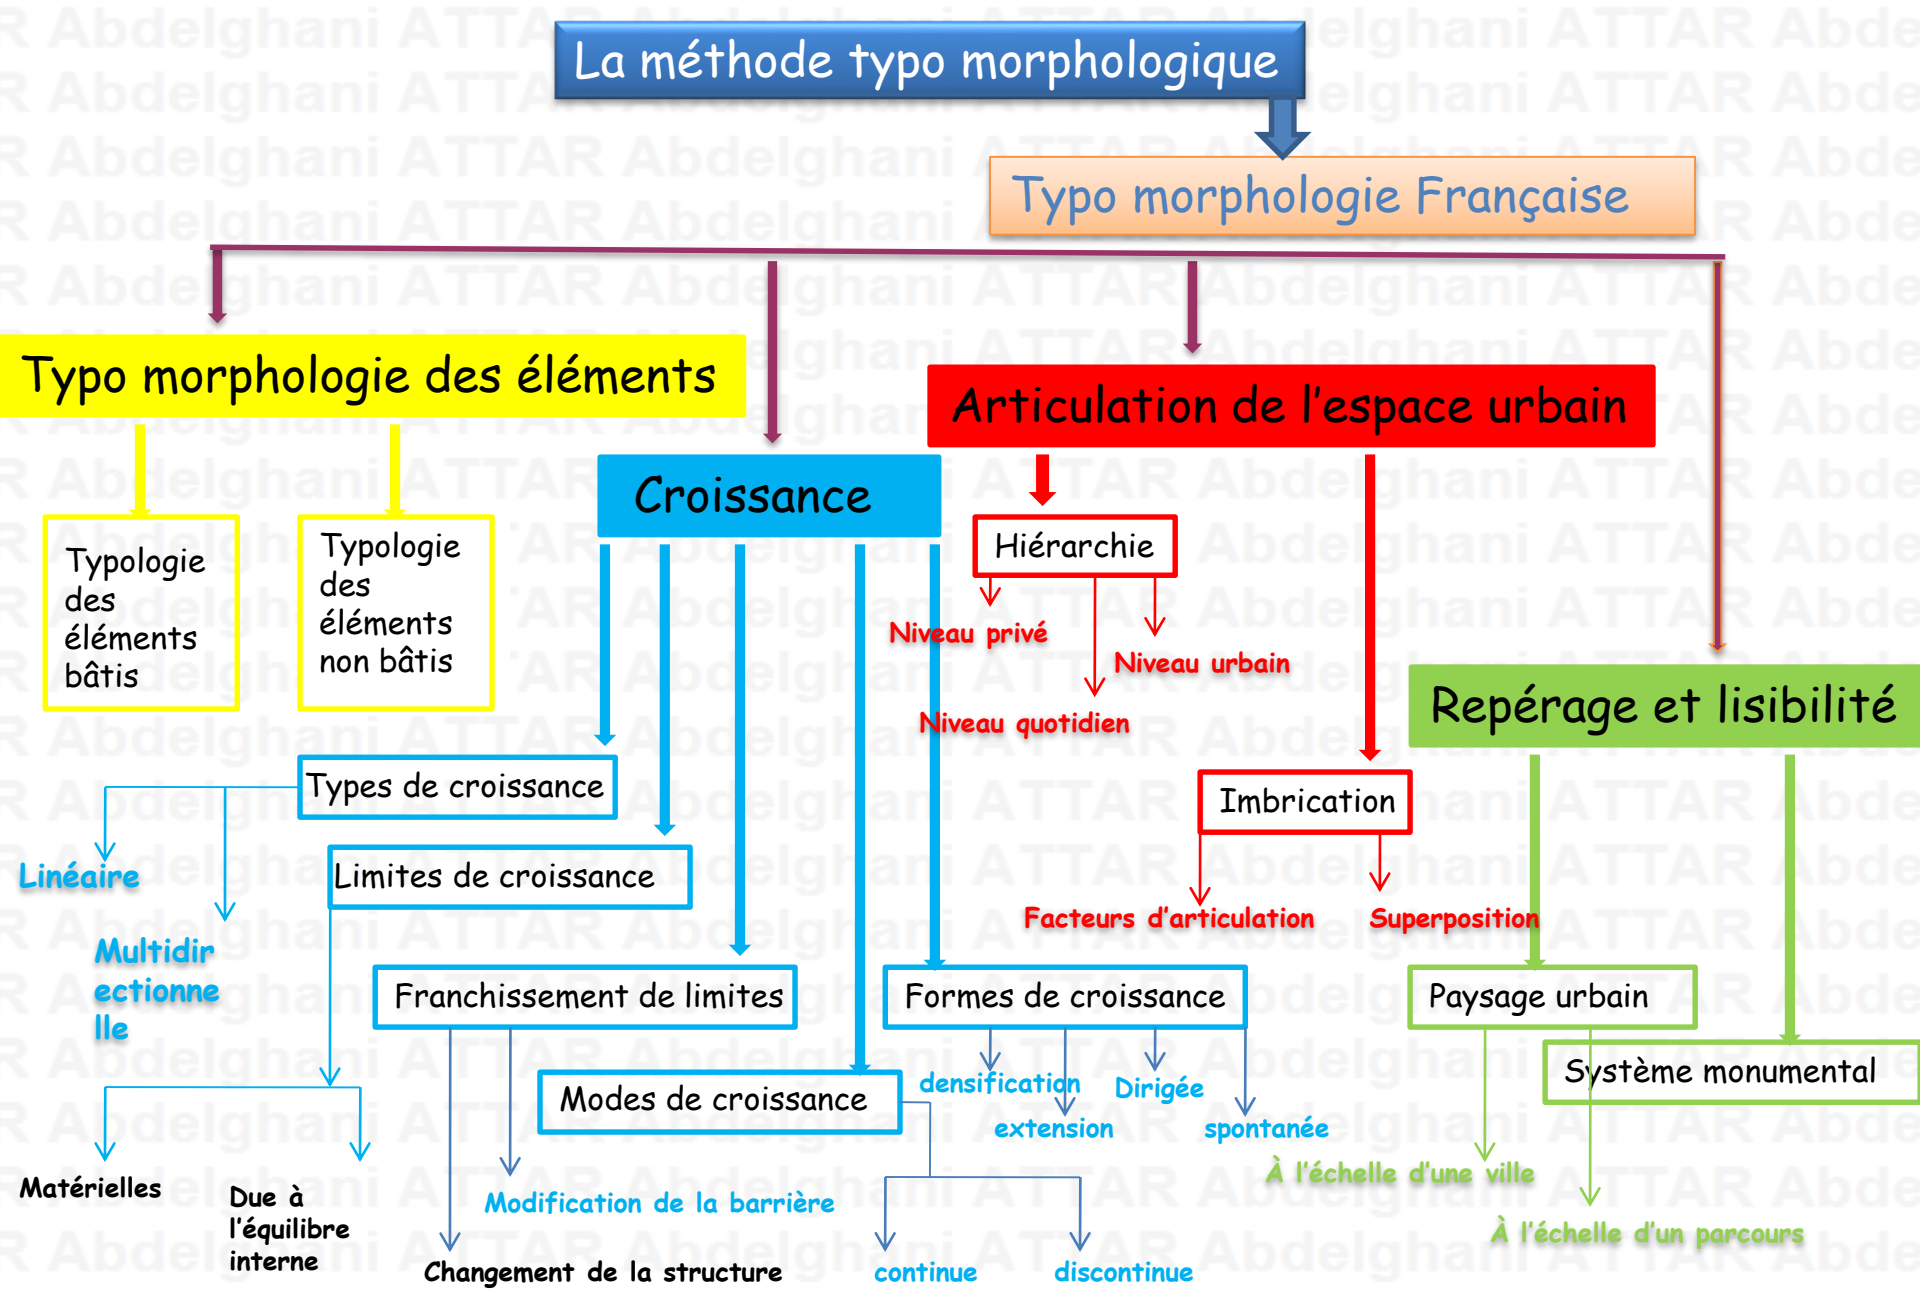 La méthode typo morphologique
Typo morphologie Française
Typo morphologie des éléments
Articulation de l'espace urbain
Croissance
Typologie
des
éléments
bâtis
Typologie
des
éléments
non bâtis
Hiérarchie
Niveau privé
Niveau urbain
Niveau quotidien
Repérage et lisibilité
Types de croissance
Imbrication
Linéaire
Limites de croissance
Facteurs d'articulation
Superposition
Multidir
ectionne
lle
Franchissement de limites
Formes de croissance
Paysage urbain
Système monumental
Modes de croissance
densification
Dirigée
extension
spontanée
Matérielles
Due à
l'équilibre
interne
Modification de la barrière
À l'échelle d'une ville
À l'échelle d'un parcours
Changement de la structure
continue
discontinue
Abdelghani ATTAR